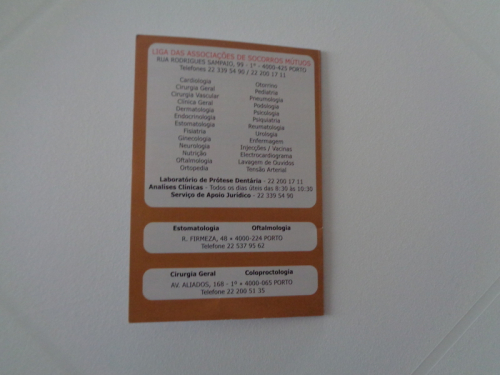 LIGA DAS ASSOCIAÇÕES DE SOCORROS MÚTUOS
RUA RODRIGUES SAMPAIO, 99 - 1º - 4000-425 PORTO
Telefones 22 339 54 90 / 22 200 17 11
Cardiologia
Cirurgia Geral
Cirurgia Vascular
Clínica Geral
Dermatologia
Endocrinologia
Estomatologia
Fisiatria
Ginecologia
Neurologia
Nutrição
Oftalmologia
Ortopedia
Otorrino
Pediatria
Pneumologia
Podologia
Psicologia
Psiquiatria
Reumatologia
Urologia
Enfermagem
Injecções / Vacinas
Electrocardiograma
Lavagem de Ouvidos
Tensão Arterial
Laboratório de Prótese Dentária - 22 200 17 11
Analises Clínicas - Todos os dias úteis das 8:30 às 10:30
Serviço de Apoio Jurídico - 22 339 54 90
Estomatologia Oftalmologia
R. FIRMEZA, 48 • 4000-224 PORTO
Telefone 22 537 95 62
Cirurgia Geral Coloproctologia
AV. ALIADOS, 168 - 1º • 4000-065 PORTO
Telefone 22 200 51 35